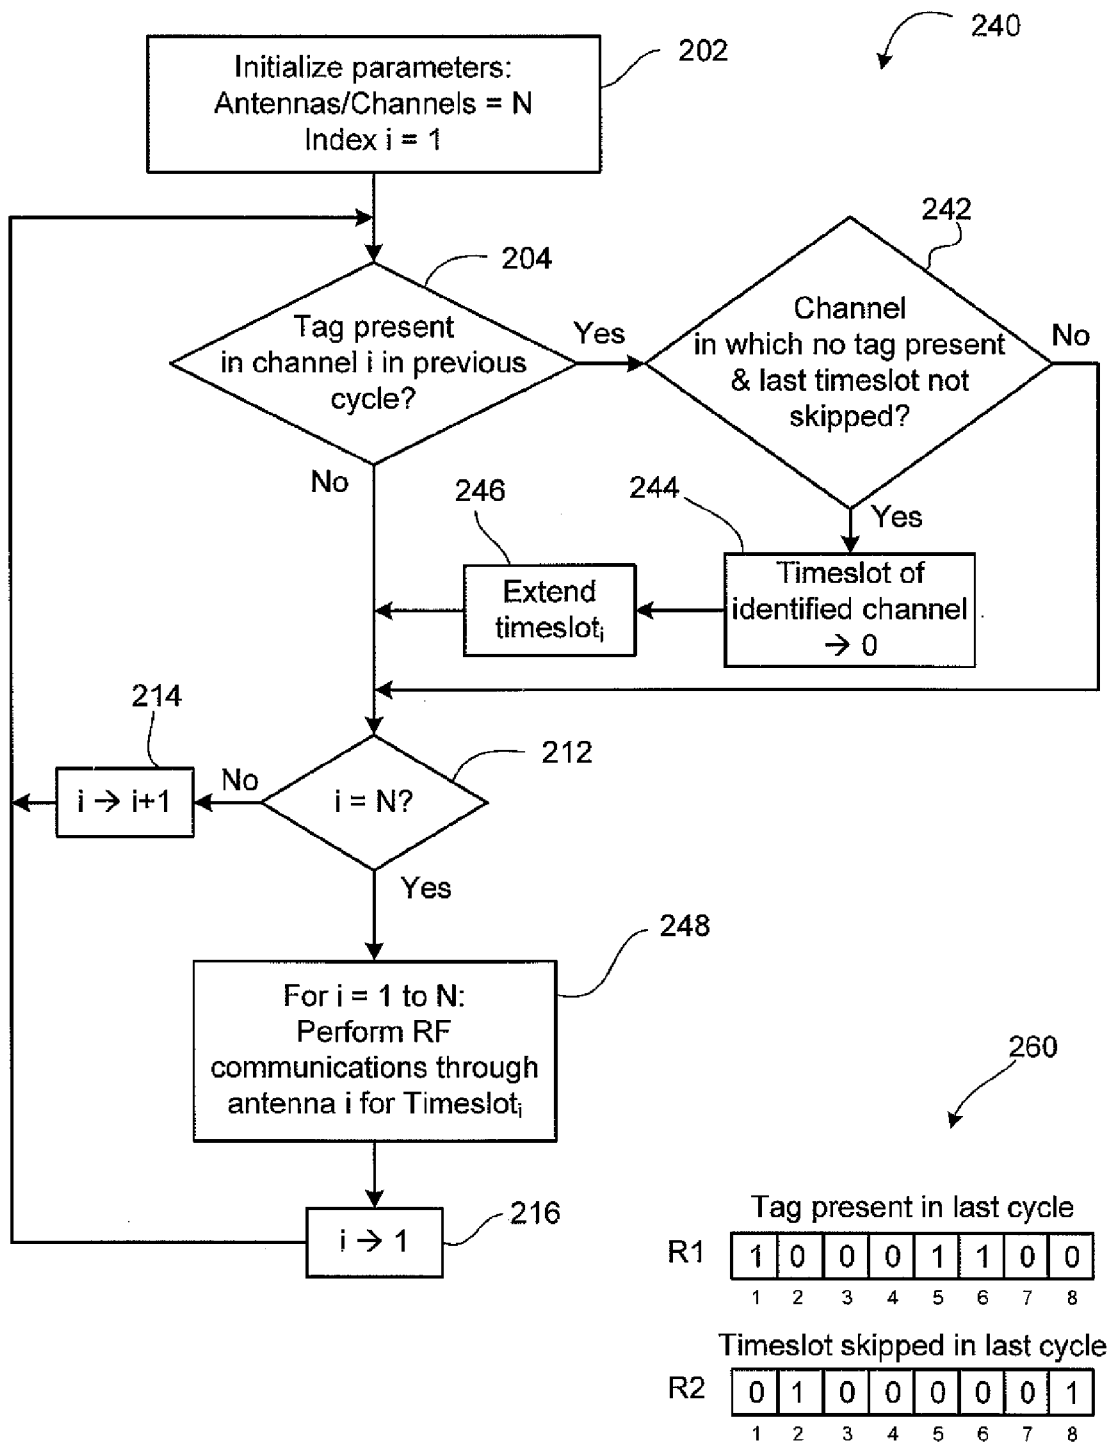 240
Initialize parameters:
Antennas/Channels = N
Index i = 1
202
204
Tag present
in channel i in previous
cycle?
Yes
No
242
Channel
in which no tag present
& last timeslot not
skipped?
No
Yes
244
Timeslot of
identified channel
→ 0
246
Extend
timeslotᵢ
212
i = N?
No
214
i → i+1
Yes
248
For i = 1 to N:
Perform RF
communications through
antenna i for Timeslotᵢ
216
i → 1
260
Tag present in last cycle
R1 1 0 0 0 1 1 0 0
1 2 3 4 5 6 7 8
Timeslot skipped in last cycle
R2 0 1 0 0 0 0 0 1
1 2 3 4 5 6 7 8